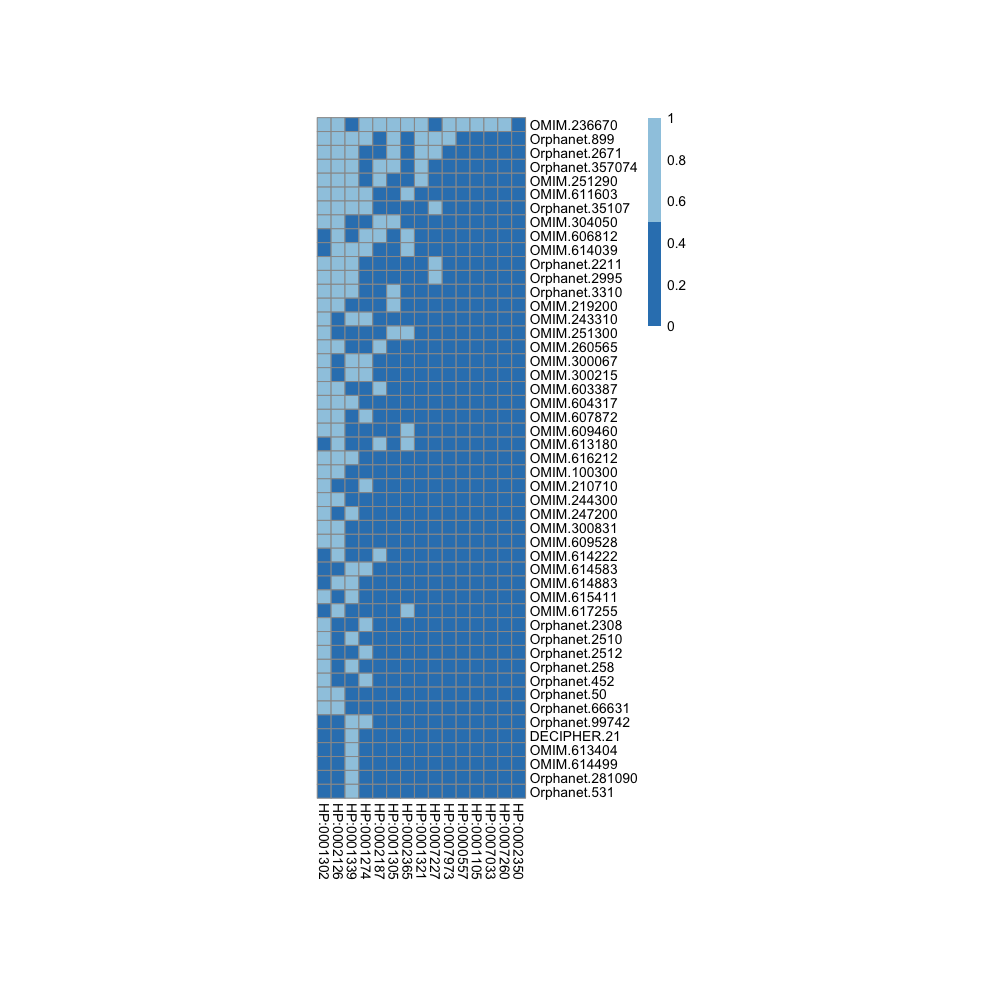 OMIM.236670
Orphanet.899
Orphanet.2671
Orphanet.357074
OMIM.251290
OMIM.611603
Orphanet.35107
OMIM.304050
OMIM.606812
OMIM.614039
Orphanet.2211
Orphanet.2995
Orphanet.3310
OMIM.219200
OMIM.243310
OMIM.251300
OMIM.260565
OMIM.300067
OMIM.300215
OMIM.603387
OMIM.604317
OMIM.607872
OMIM.609460
OMIM.613180
OMIM.616212
OMIM.100300
OMIM.210710
OMIM.244300
OMIM.247200
OMIM.300831
OMIM.609528
OMIM.614222
OMIM.614583
OMIM.614883
OMIM.615411
OMIM.617255
Orphanet.2308
Orphanet.2510
Orphanet.2512
Orphanet.258
Orphanet.452
Orphanet.50
Orphanet.66631
Orphanet.99742
DECIPHER.21
OMIM.613404
OMIM.614499
Orphanet.281090
Orphanet.531
1
0.8
0.6
0.4
0.2
0
HP:0001302
HP:0002126
HP:0001339
HP:0001274
HP:0002187
HP:0001305
HP:0002365
HP:0001321
HP:0007227
HP:0007973
HP:0000557
HP:0001105
HP:0007033
HP:0007260
HP:0002350